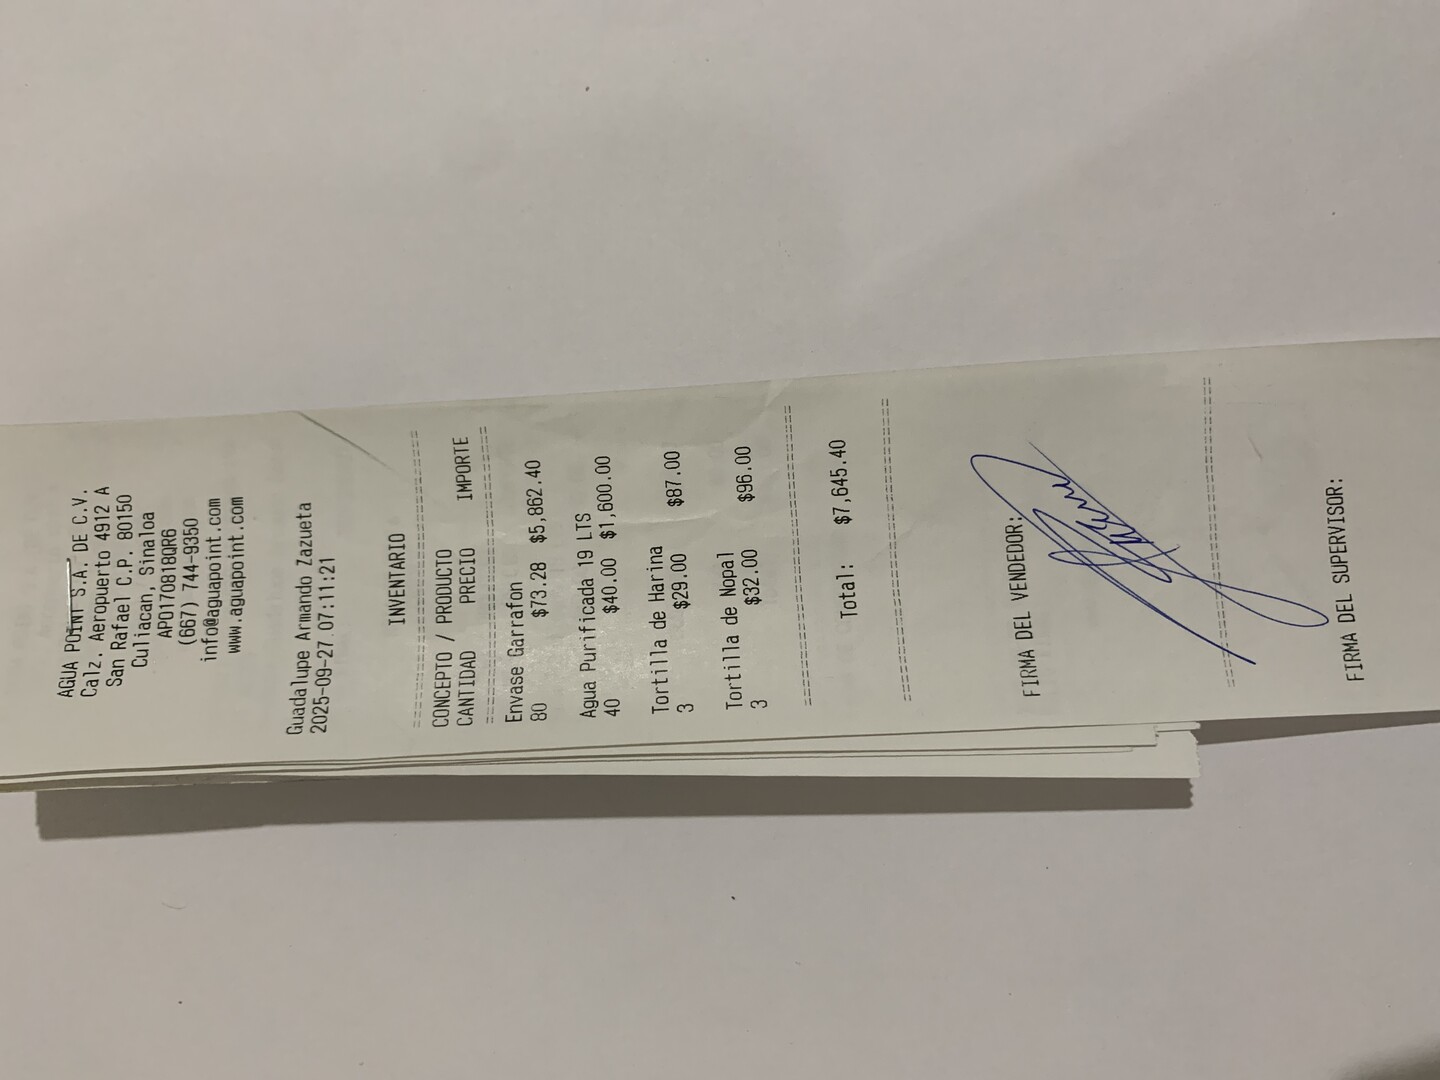 AGUA POINT S.A. DE C.V.
Calz. Aeropuerto 4912 A
San Rafael C.P. 80150
Culiacan, Sinaloa
APO170818QR6
(667) 744-9350
info@aguapoint.com
www.aguapoint.com
Guadalupe Armando Zazueta
2025-09-27 07:11:21
INVENTARIO
CONCEPTO / PRODUCTO
CANTIDAD PRECIO IMPORTE
Envase Garrafon
80 $73.28 $5,862.40
Agua Purificada 19 LTS
40 $40.00 $1,600.00
Tortilla de Harina
3 $29.00 $87.00
Tortilla de Nopal
3 $32.00 $96.00
Total: $7,645.40
FIRMA DEL VENDEDOR:
FIRMA DEL SUPERVISOR: